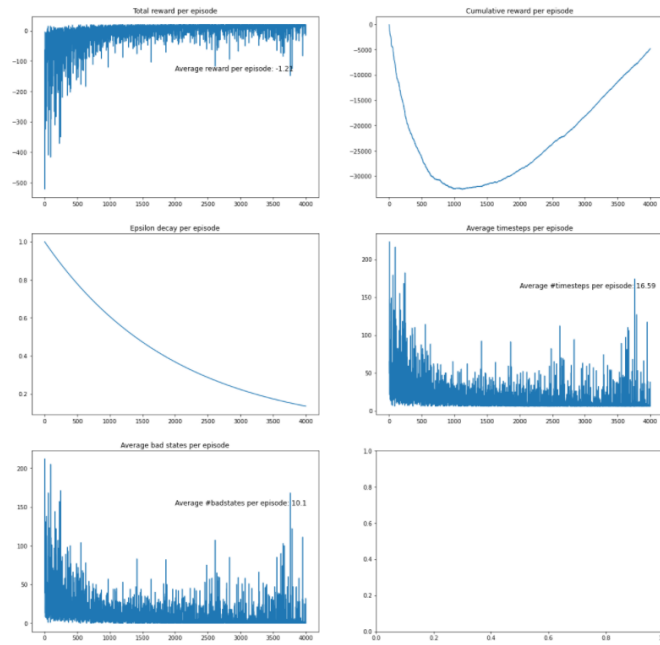 Total reward per episode
0
−100
−200
−300
−400
−500
Average reward per episode:
0 500 1000 1500 2000 2500 3000 3500 4000
Cumulative reward per episode
0
−5000
−10000
−15000
−20000
−25000
−30000
0 500 1000 1500 2000 2500 3000 3500 4000
Epsilon decay per episode
1.0
0.8
0.6
0.4
0.2
0 500 1000 1500 2000 2500 3000 3500 4000
Average timesteps per episode
200
150
100
50
0
Average #timesteps per episode: 16.59
0 500 1000 1500 2000 2500 3000 3500 4000
Average bad states per episode
200
150
100
50
0
Average #badstates per episode: 10.1
0 500 1000 1500 2000 2500 3000 3500 4000
1.0
0.8
0.6
0.4
0.2
0.0
0.0 0.2 0.4 0.6 0.8